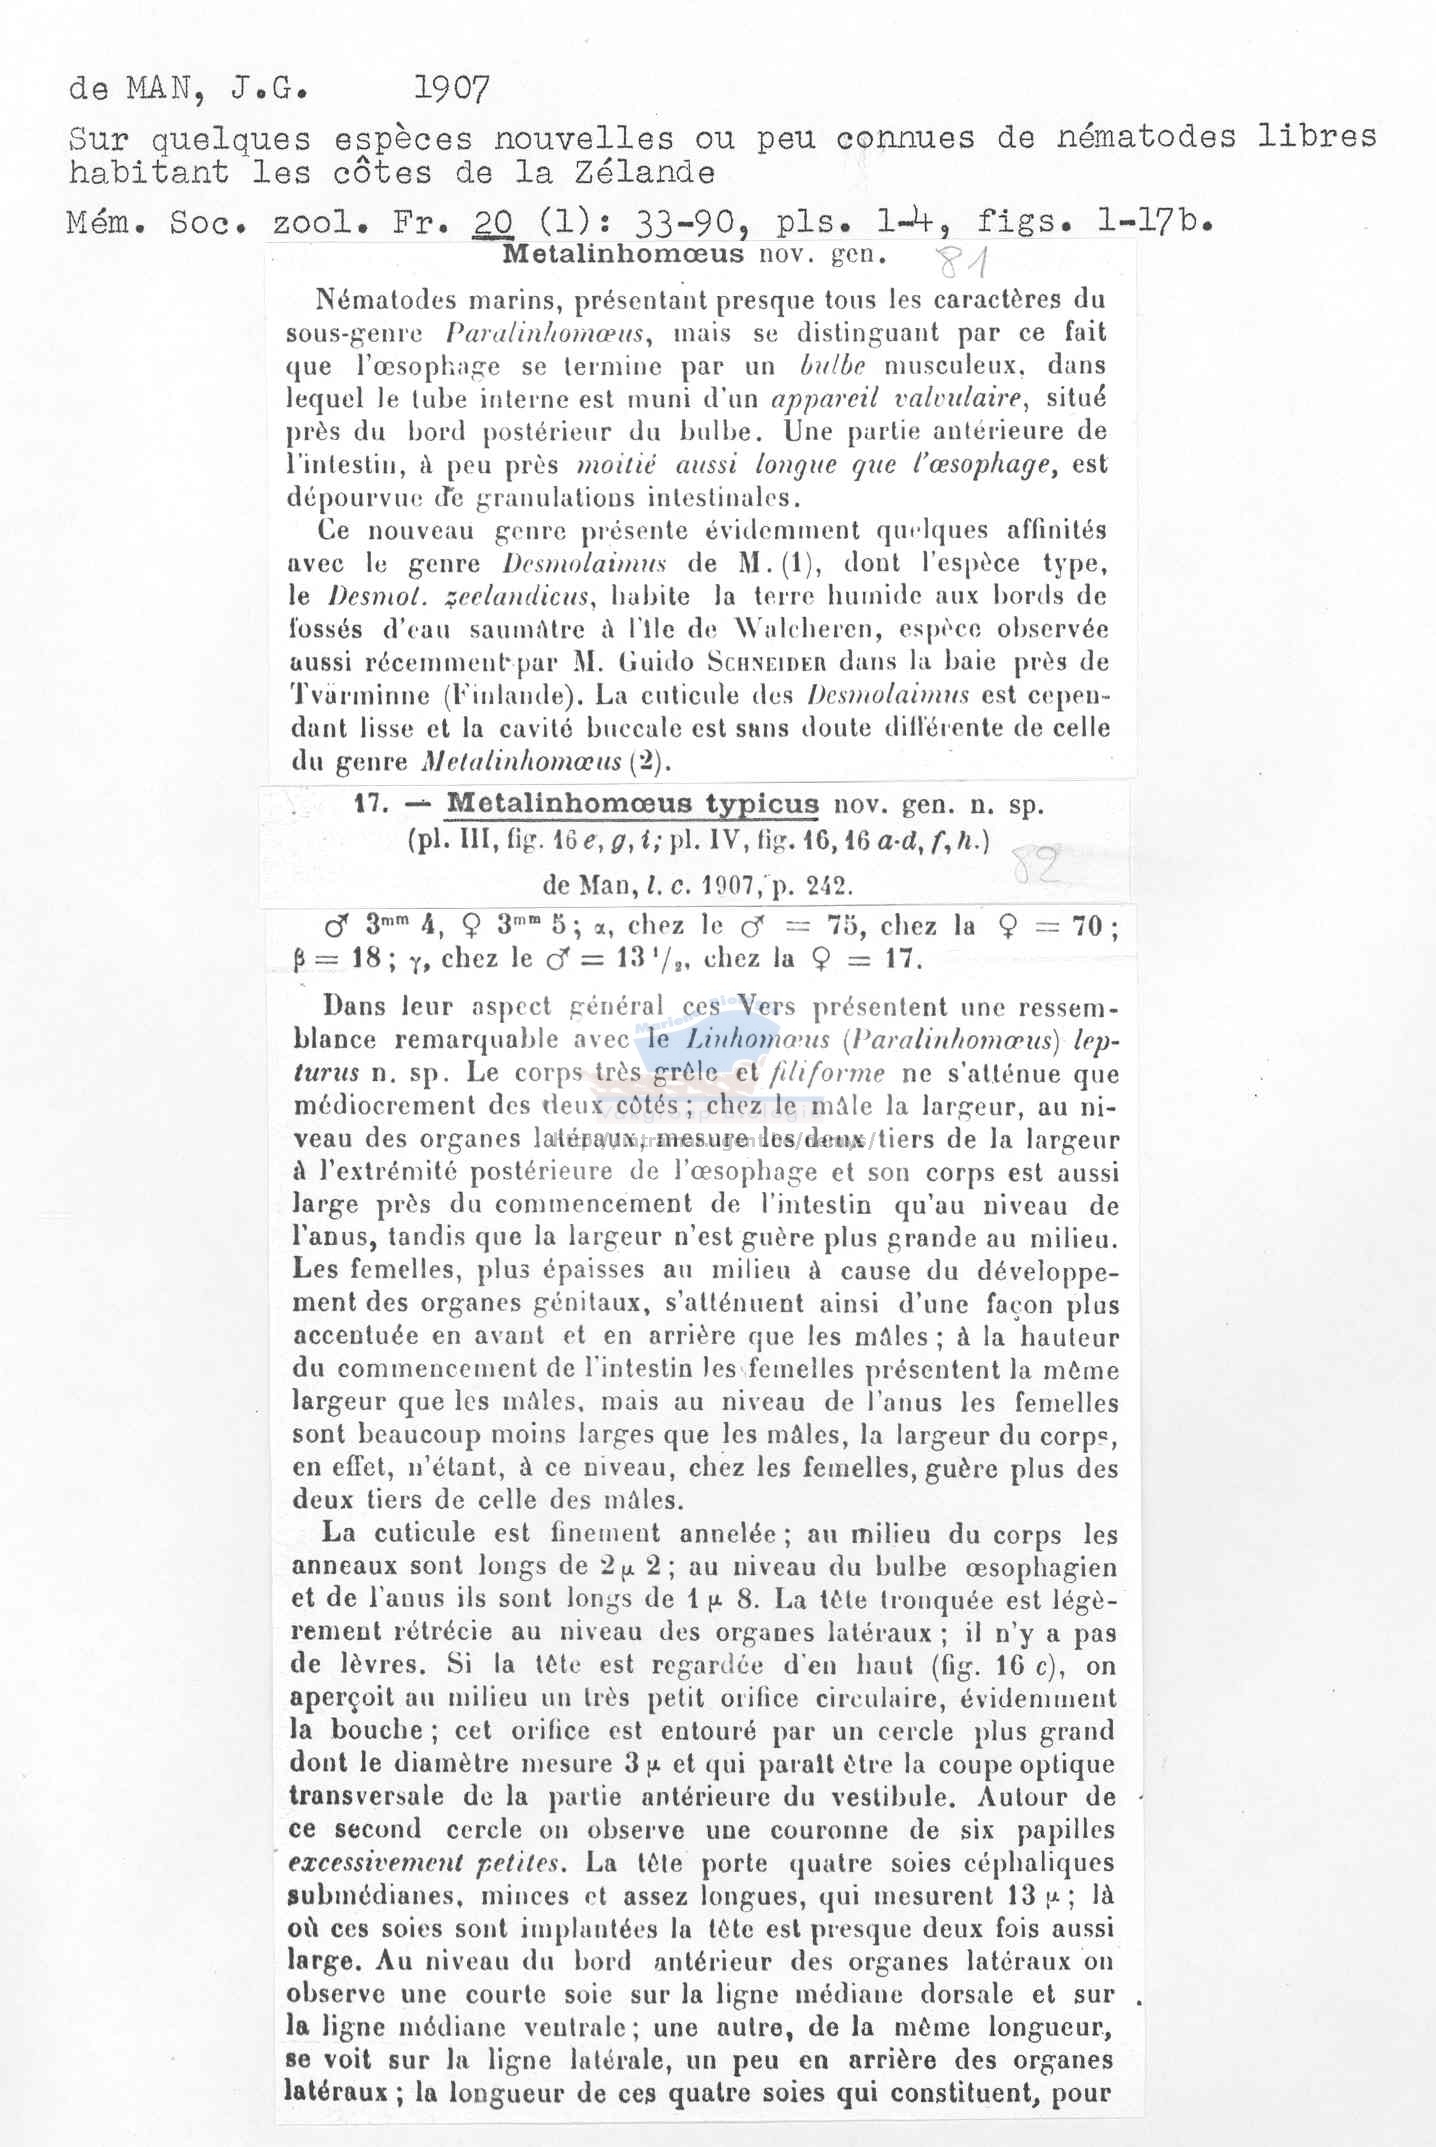 de MAN, J.G. 1907
Sur quelques espèces nouvelles ou peu connues de nématodes libres
habitant les côtes de la Zélande
Mém. Soc. zool. Fr. 20 (1): 33-90, pls. 1-4, figs. 1-17b.
Metalinhomœus nov. gen. 81
Nématodes marins, présentant presque tous les caractères du
sous-genre Paralinhomœus, mais se distinguant par ce fait
que l'œsophage se termine par un bulbe musculeux, dans
lequel le tube interne est muni d'un appareil valvulaire, situé
près du bord postérieur du bulbe. Une partie antérieure de
l'intestin, à peu près moitié aussi longue que l'œsophage, est
dépourvue de granulations intestinales.
Ce nouveau genre présente évidemment quelques affinités
avec le genre Desmolaimus de M. (1), dont l'espèce type,
le Desmol. zeelandicus, habite la terre humide aux bords de
fossés d'eau saumâtre à l'île de Walcheren, espèce observée
aussi récemment par M. Guido SCHNEIDER dans la baie près de
Tvärminne (Finlande). La cuticule des Desmolaimus est cepen-
dant lisse et la cavité buccale est sans doute différente de celle
du genre Metalinhomœus (2).
17. — Metalinhomœus typicus nov. gen. n. sp.
(pl. III, fig. 16 e, g, i; pl. IV, fig. 16, 16 a-d, f, h.)
82
de Man, l. c. 1907, p. 242.
♂ 3mm 4, ♀ 3mm 5; α, chez le ♂ = 75, chez la ♀ = 70;
β = 18; γ, chez le ♂ = 13 1/2, chez la ♀ = 17.
Dans leur aspect général ces Vers présentent une ressem-
blance remarquable avec le Linhomœus (Paralinhomœus) lep-
turus n. sp. Le corps très grêle et filiforme ne s'atténue que
médiocrement des deux côtés; chez le mâle la largeur, au ni-
veau des organes latéraux, mesure les deux tiers de la largeur
à l'extrémité postérieure de l'œsophage et son corps est aussi
large près du commencement de l'intestin qu'au niveau de
l'anus, tandis que la largeur n'est guère plus grande au milieu.
Les femelles, plus épaisses au milieu à cause du développe-
ment des organes génitaux, s'atténuent ainsi d'une façon plus
accentuée en avant et en arrière que les mâles; à la hauteur
du commencement de l'intestin les femelles présentent la même
largeur que les mâles, mais au niveau de l'anus les femelles
sont beaucoup moins larges que les mâles, la largeur du corps,
en effet, n'étant, à ce niveau, chez les femelles, guère plus des
deux tiers de celle des mâles.
La cuticule est finement annelée; au milieu du corps les
anneaux sont longs de 2 µ 2; au niveau du bulbe œsophagien
et de l'anus ils sont longs de 1 µ 8. La tête tronquée est légè-
rement rétrécie au niveau des organes latéraux; il n'y a pas
de lèvres. Si la tête est regardée d'en haut (fig. 16 c), on
aperçoit au milieu un très petit orifice circulaire, évidemment
la bouche; cet orifice est entouré par un cercle plus grand
dont le diamètre mesure 3 µ et qui paraît être la coupe optique
transversale de la partie antérieure du vestibule. Autour de
ce second cercle on observe une couronne de six papilles
excessivement petites. La tête porte quatre soies céphaliques
submédianes, minces et assez longues, qui mesurent 13 µ; là
où ces soies sont implantées la tête est presque deux fois aussi
large. Au niveau du bord antérieur des organes latéraux on
observe une courte soie sur la ligne médiane dorsale et sur
la ligne médiane ventrale; une autre, de la même longueur,
se voit sur la ligne latérale, un peu en arrière des organes
latéraux; la longueur de ces quatre soies qui constituent, pour